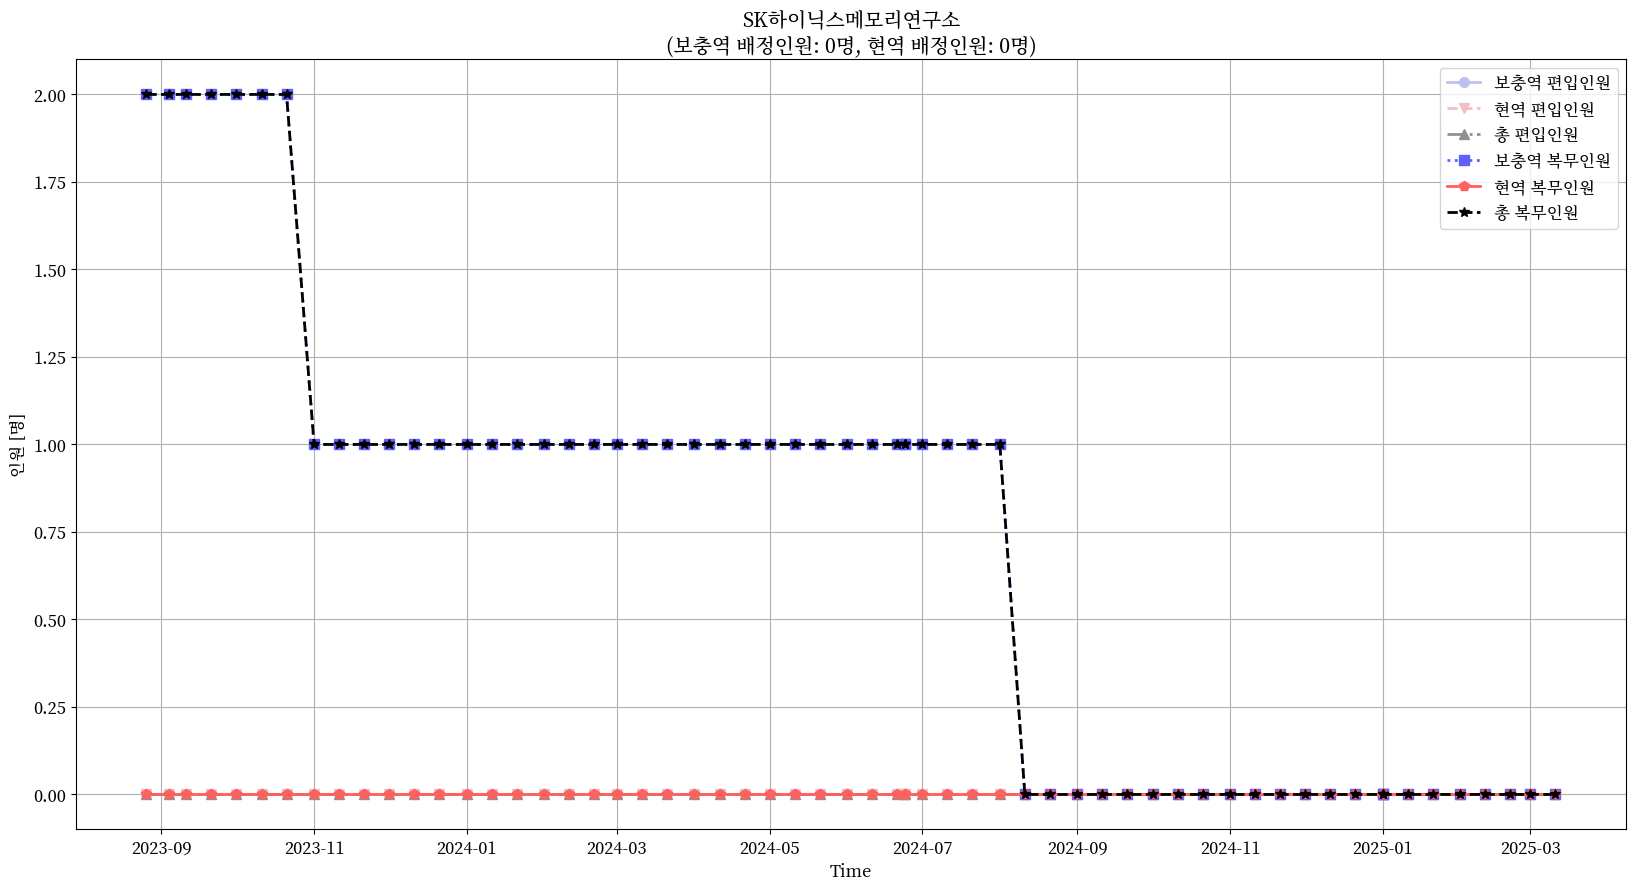 SK하이닉스메모리연구소
(보충역 배정인원: 0명, 현역 배정인원: 0명)
보충역 편입인원
현역 편입인원
총 편입인원
보충역 복무인원
현역 복무인원
총 복무인원
2.00
1.75
1.50
1.25
1.00
0.75
0.50
0.25
0.00
인원 [명]
2023-09 2023-11 2024-01 2024-03 2024-05 2024-07 2024-09 2024-11 2025-01 2025-03
Time